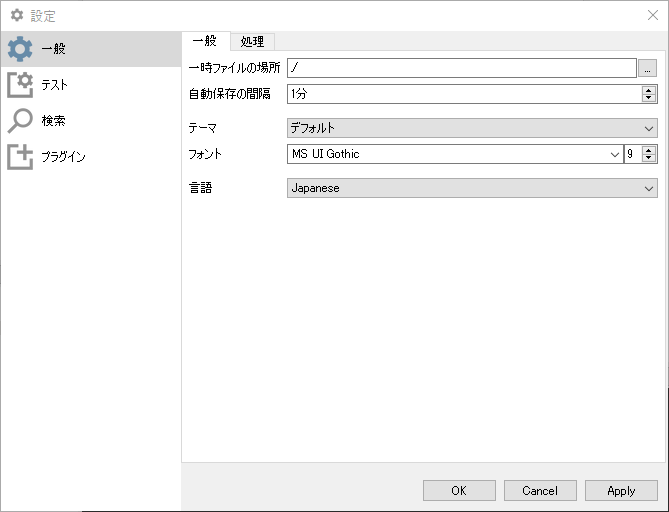 設定
一般
テスト
検索
プラグイン
一般 処理
一時ファイルの場所 ./ ...
自動保存の間隔 1分
テーマ デフォルト
フォント MS UI Gothic 9
言語 Japanese
OK Cancel Apply